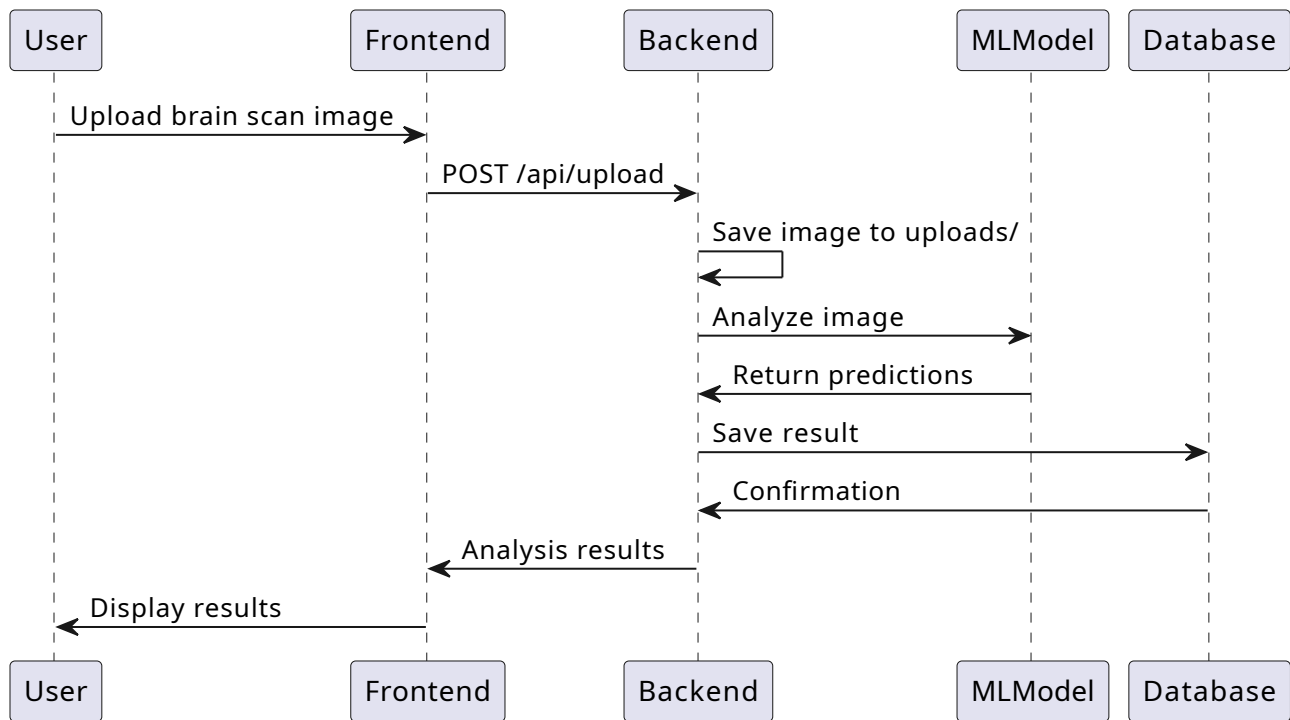 User
Frontend
Backend
MLModel
Database
Upload brain scan image
POST /api/upload
Save image to uploads/
Analyze image
Return predictions
Save result
Confirmation
Analysis results
Display results
User
Frontend
Backend
MLModel
Database